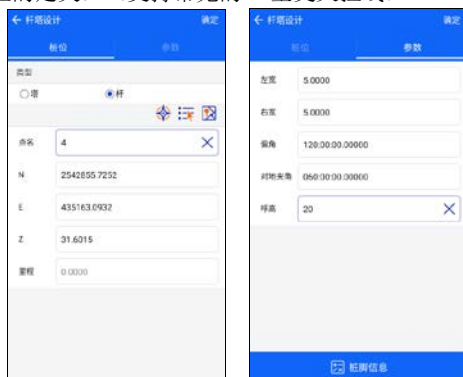 杆塔设计 确定
桩位 参数
类型
塔 杆
点名 4
N 2542855.7252
E 435163.0932
Z 31.6015
里程 0.0000
杆塔设计 确定
桩位 参数
左宽 5.0000
右宽 5.0000
偏角 120:00:00.00000
对地夹角 060:00:00.00000
呼高 20
桩脚信息